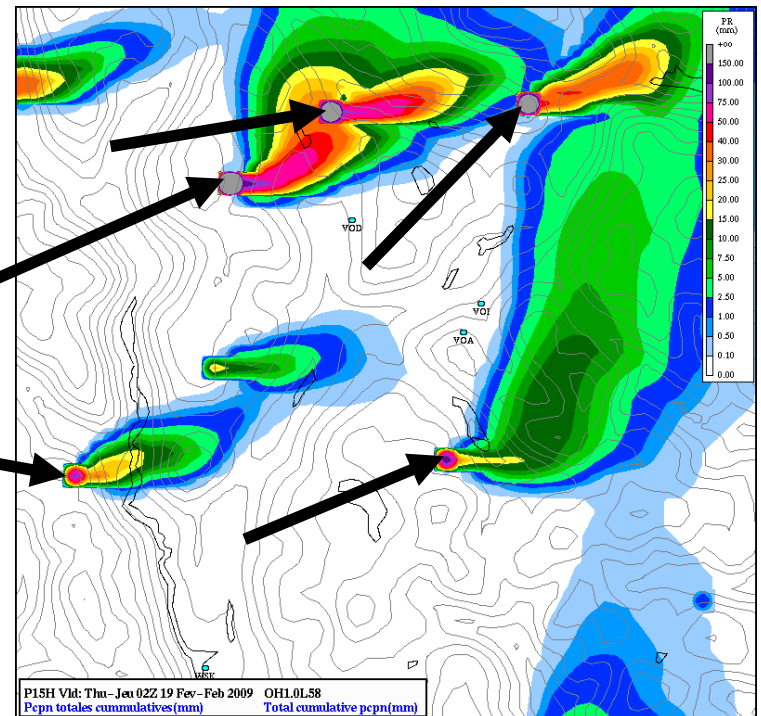 PR
(mm)
+00
150.00
100.00
75.00
50.00
40.00
30.00
25.00
20.00
15.00
10.00
7.50
5.00
2.50
1.00
0.50
0.10
0.00
VOD
VOI
VOA
WSK
P15H Vld: Thu-Jeu 02Z 19 Fev-Feb 2009 OH1.0L58
Pcpn totales cummulatives(mm) Total cumulative pcpn(mm)